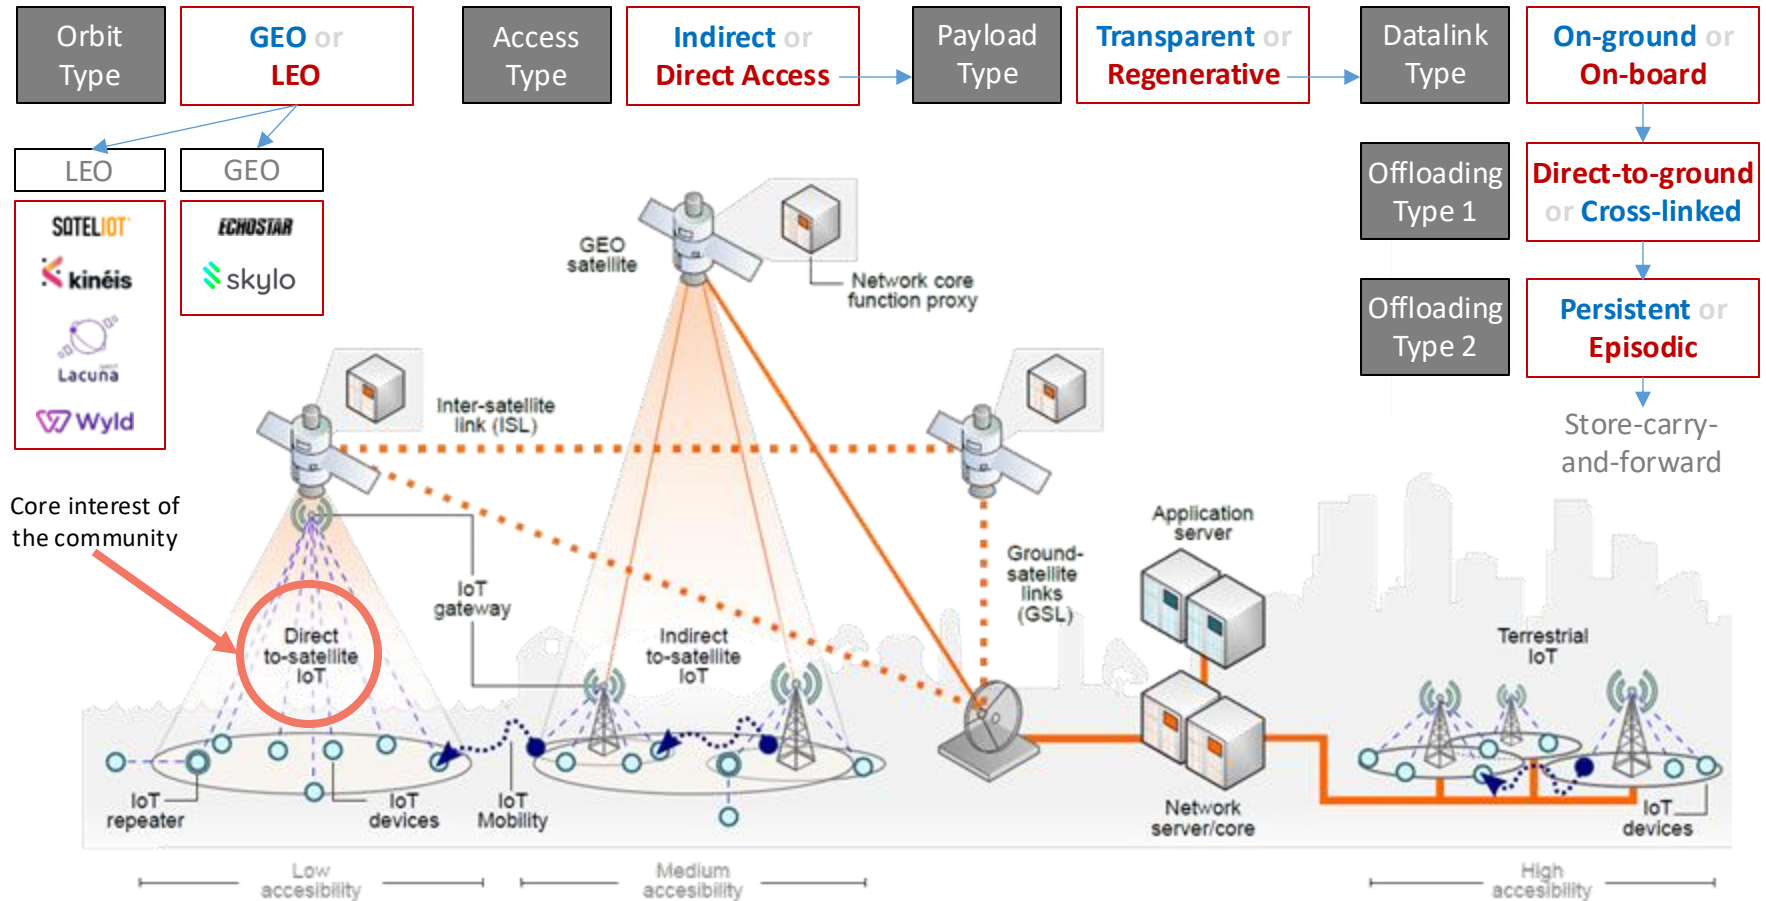 Orbit
Type
GEO or
LEO
Access
Type
Indirect or
Direct Access
Payload
Type
Transparent or
Regenerative
Datalink
Type
On-ground or
On-board
LEO
GEO
SATELIOT
kinéis
Lacuna
Wyld
ECHOSTAR
skylo
Offloading
Type 1
Direct-to-ground
or Cross-linked
Offloading
Type 2
Persistent or
Episodic
Store-carry-
and-forward
GEO
satellite
Network core
function proxy
Inter-satellite
link (ISL)
Core interest of
the community
IoT
gateway
Ground-
satellite
links
(GSL)
Application
server
Direct
to-satellite
IoT
Indirect
to-satellite
IoT
Terrestrial
IoT
IoT
repeater
IoT
devices
IoT
Mobility
Network
server/core
IoT
devices
Low
accesibility
Medium
accesibility
High
accesibility